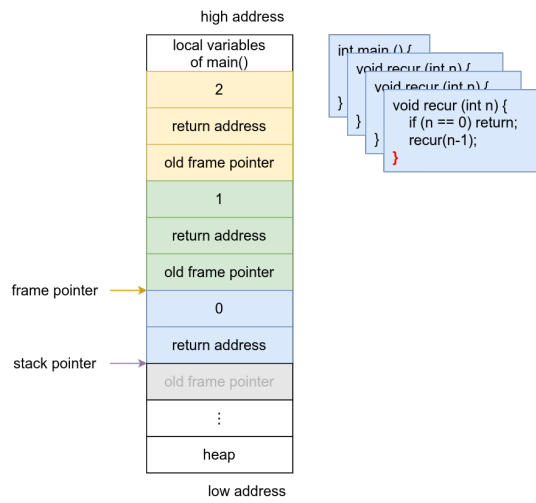 high address
local variables
of main()
2
return address
old frame pointer
1
return address
old frame pointer
0
return address
old frame pointer
⋮
heap
low address
frame pointer
stack pointer
int main () {
}
void recur (int n) {
}
void recur (int n) {
}
void recur (int n) {
if (n == 0) return;
recur(n-1);
}